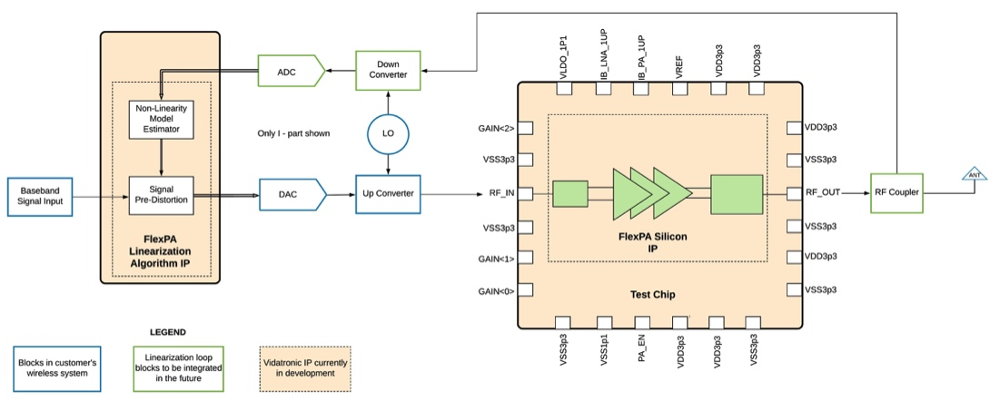 VLDO_1P1
IB_LNA_1UP
IB_PA_1UP
VREF
VDD3p3
VDD3p3
ADC
Down
Converter
Non-Linearity
Model
Estimator
Only I - part shown
LO
GAIN<2>
VDD3p3
VSS3p3
VSS3p3
Baseband
Signal Input
Signal
Pre-Distortion
DAC
Up Converter
RF_IN
RF_OUT
RF Coupler
ANT
FlexPA
Linearization
Algorithm IP
FlexPA Silicon
IP
VSS3p3
VSS3p3
GAIN<1>
VDD3p3
GAIN<0>
VSS3p3
Test Chip
VSS3p3
VSS1p1
PA_EN
VDD3p3
VDD3p3
VSS3p3
LEGEND
Blocks in customer's
wireless system
Linearization loop
blocks to be integrated
in the future
Vidatronic IP currently
in development